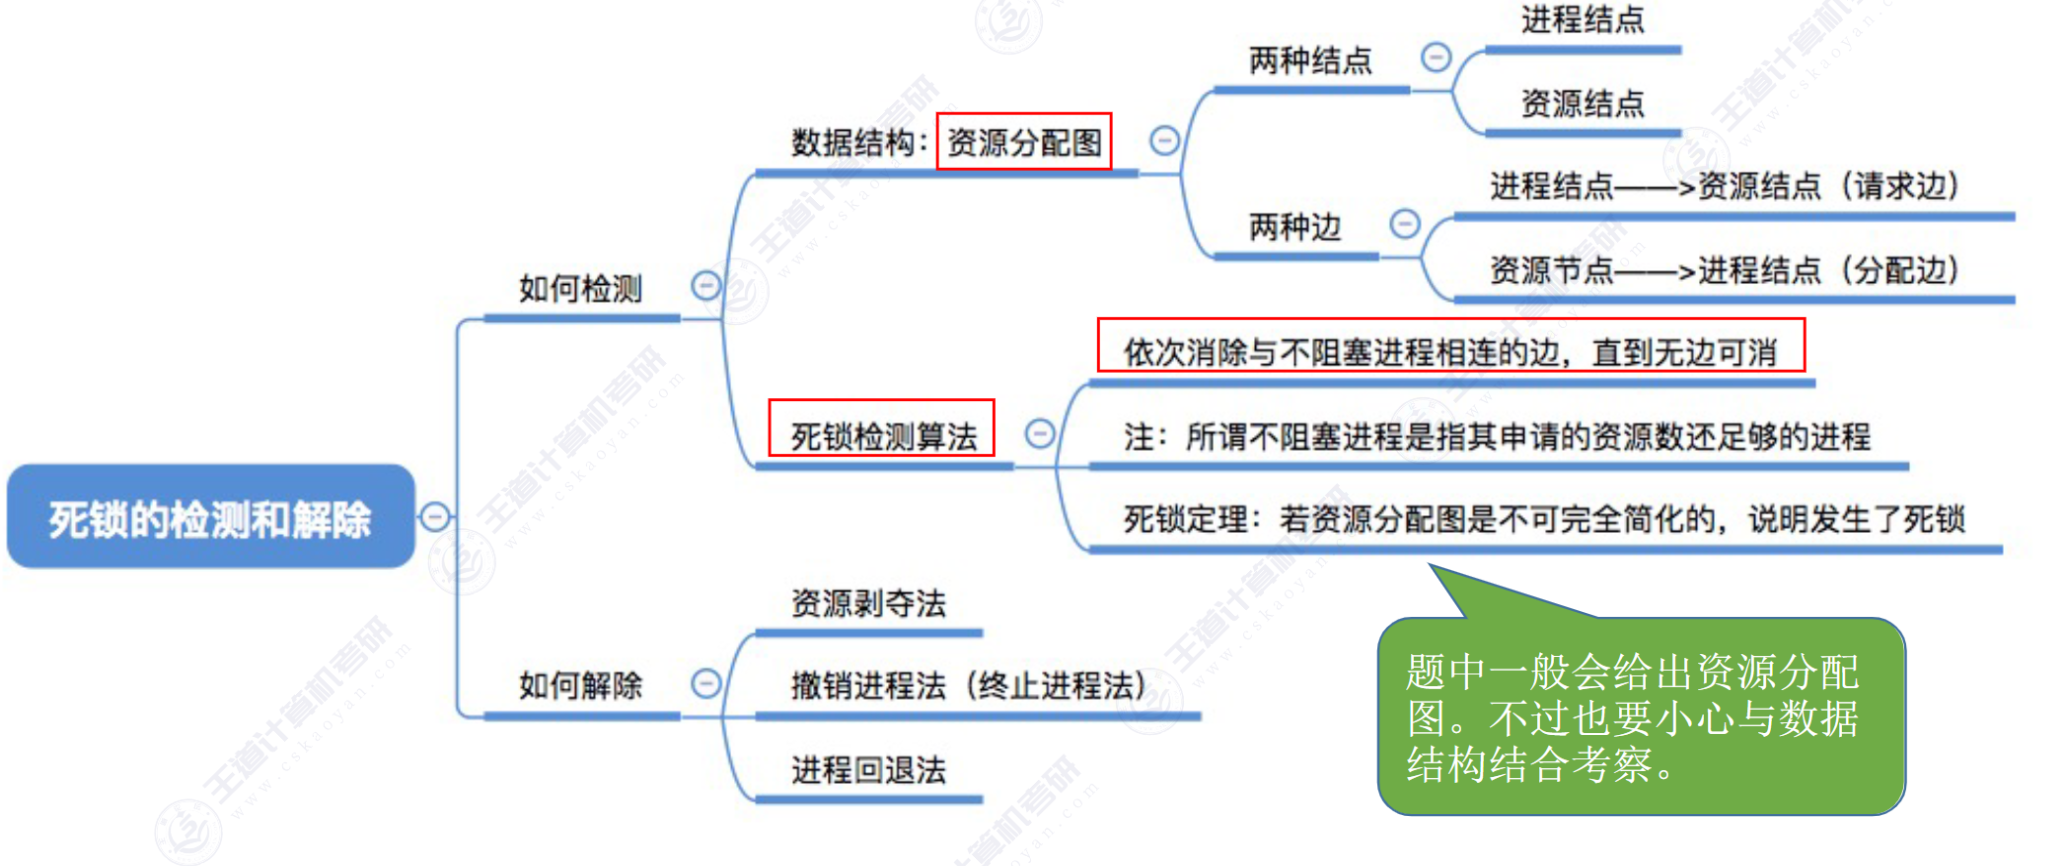 死锁的检测和解除
如何检测
数据结构：资源分配图
两种结点
进程结点
资源结点
两种边
进程结点——>资源结点（请求边）
资源节点——>进程结点（分配边）
死锁检测算法
依次消除与不阻塞进程相连的边，直到无边可消
注：所谓不阻塞进程是指其申请的资源数还足够的进程
死锁定理：若资源分配图是不可完全简化的，说明发生了死锁
如何解除
资源剥夺法
撤销进程法（终止进程法）
进程回退法
题中一般会给出资源分配
图。不过也要小心与数据
结构结合考察。
王道计算机考研
www.cskaoyan.com